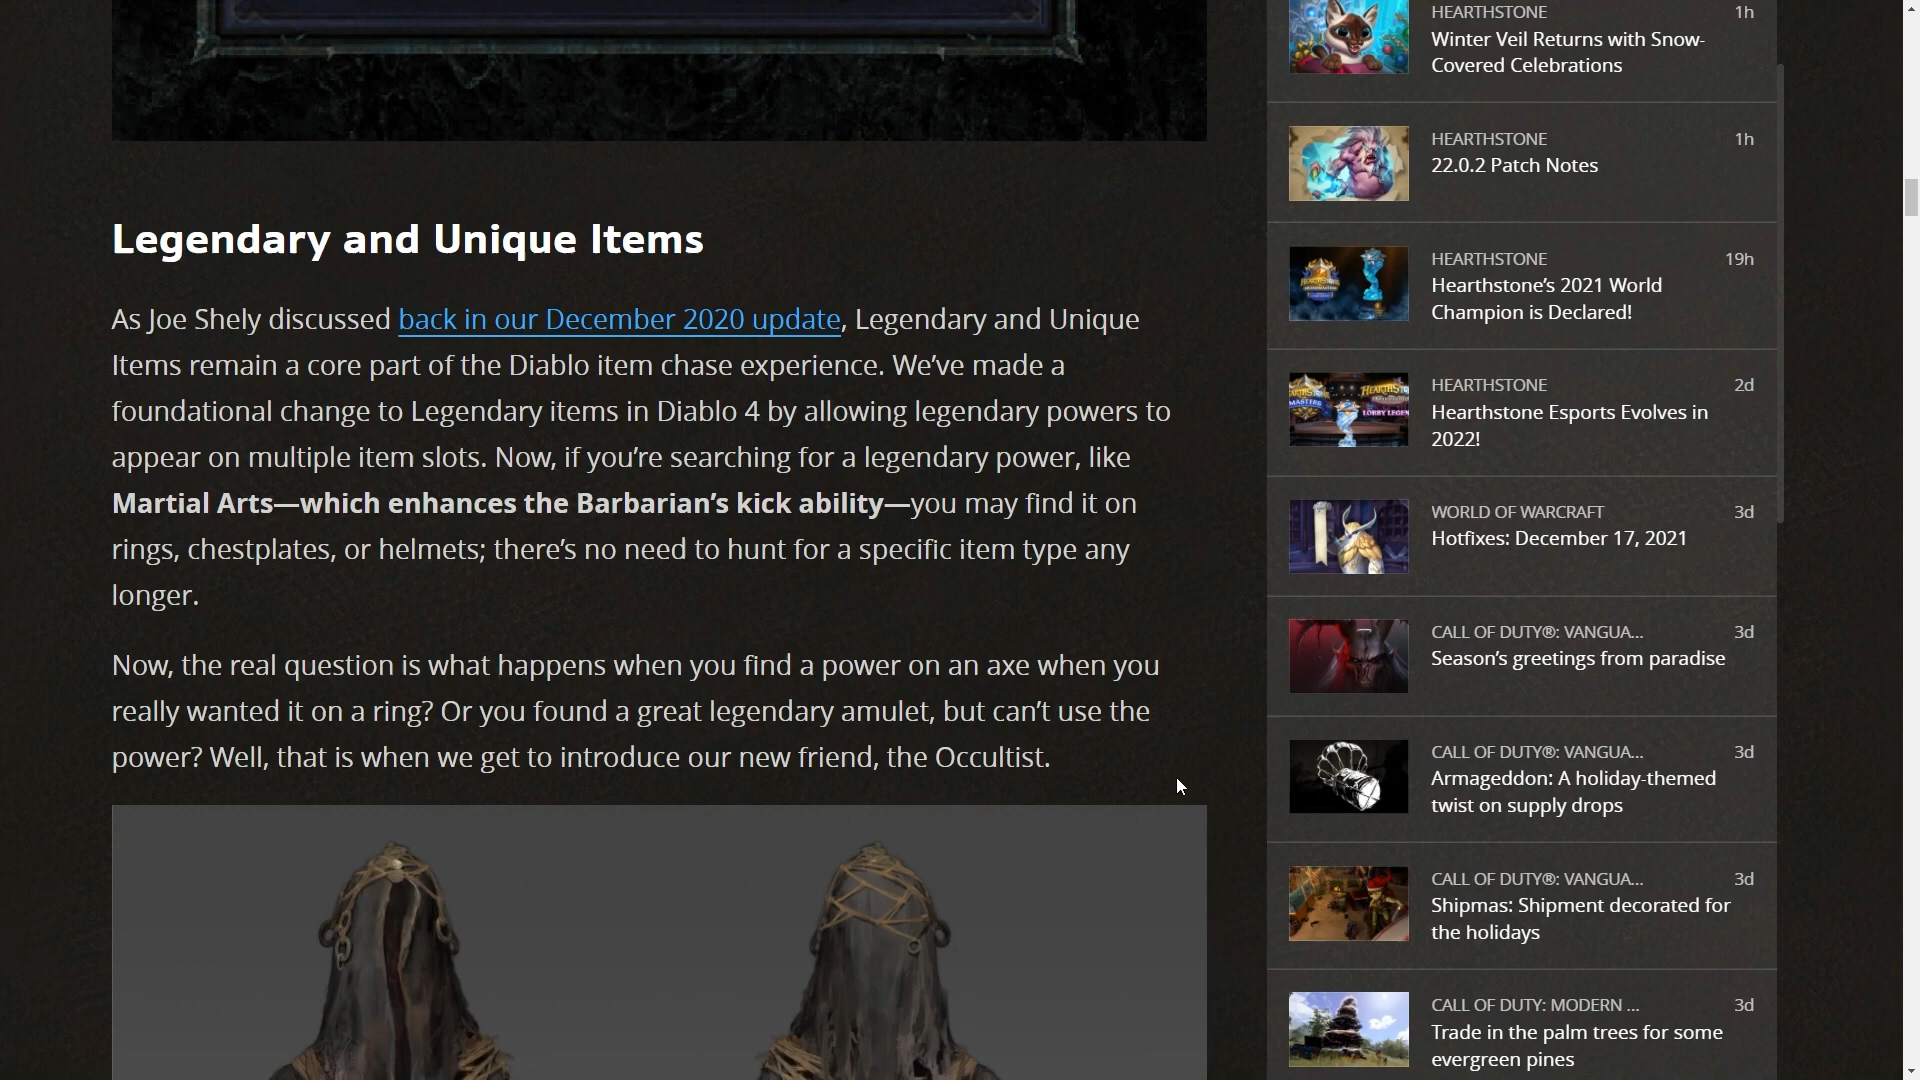 Legendary and Unique Items
As Joe Shely discussed back in our December 2020 update, Legendary and Unique
Items remain a core part of the Diablo item chase experience. We’ve made a
foundational change to Legendary items in Diablo 4 by allowing legendary powers to
appear on multiple item slots. Now, if you’re searching for a legendary power, like
Martial Arts—which enhances the Barbarian’s kick ability—you may find it on
rings, chestplates, or helmets; there’s no need to hunt for a specific item type any
longer.
Now, the real question is what happens when you find a power on an axe when you
really wanted it on a ring? Or you found a great legendary amulet, but can’t use the
power? Well, that is when we get to introduce our new friend, the Occultist.
HEARTHSTONE 1h
Winter Veil Returns with Snow-
Covered Celebrations
HEARTHSTONE 1h
22.0.2 Patch Notes
HEARTHSTONE 19h
Hearthstone’s 2021 World
Champion is Declared!
HEARTHSTONE 2d
Hearthstone Esports Evolves in
2022!
WORLD OF WARCRAFT 3d
Hotfixes: December 17, 2021
CALL OF DUTY®: VANGUA... 3d
Season’s greetings from paradise
CALL OF DUTY®: VANGUA... 3d
Armageddon: A holiday-themed
twist on supply drops
CALL OF DUTY®: VANGUA... 3d
Shipmas: Shipment decorated for
the holidays
CALL OF DUTY: MODERN ... 3d
Trade in the palm trees for some
evergreen pines